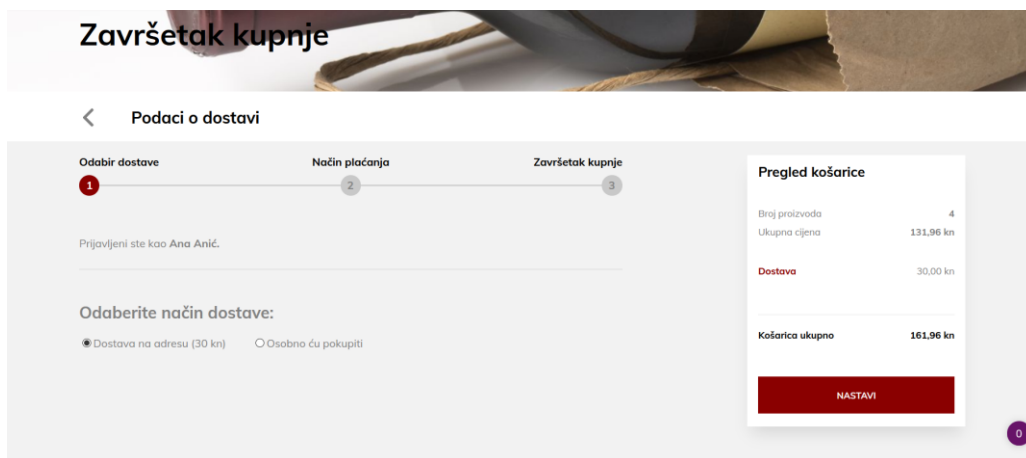 Završetak kupnje
Podaci o dostavi
Odabir dostave
Način plaćanja
Završetak kupnje
1
2
3
Prijavljeni ste kao Ana Anić.
Odaberite način dostave:
Dostava na adresu (30 kn)
Osobno ću pokupiti
Pregled košarice
Broj proizvoda 4
Ukupna cijena 131,96 kn
Dostava 30,00 kn
Košarica ukupno 161,96 kn
NASTAVI
0